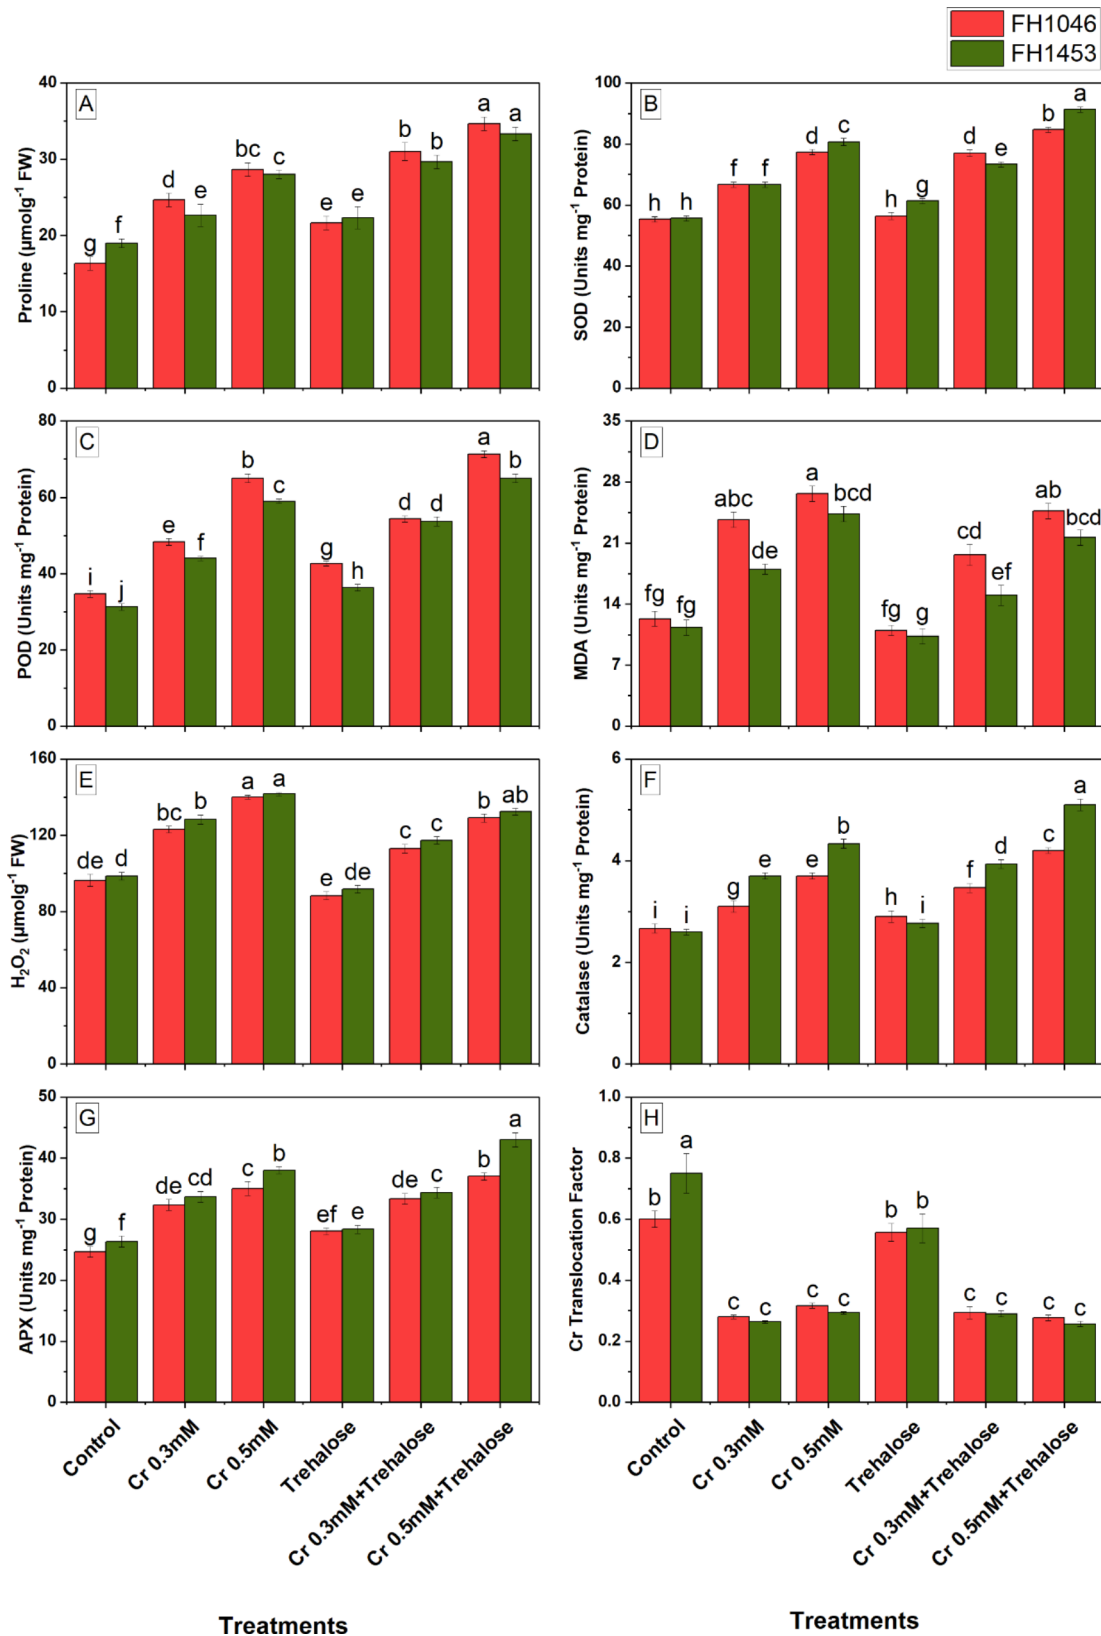 FH1046
FH1453
A
Proline (µmolg⁻¹ FW)
40
30
20
10
0
g f d e bc c e e b b a a
B
SOD (Units mg⁻¹ Protein)
100
80
60
40
20
0
h h f f d c h g d e b a
C
POD (Units mg⁻¹ Protein)
80
60
40
20
0
i j e f b c g h d d a b
D
MDA (Units mg⁻¹ Protein)
35
28
21
14
7
0
fg fg abc de a bcd fg g cd ef ab bcd
E
H₂O₂ (µmolg⁻¹ FW)
160
120
80
40
0
de d bc b a a e de c c b ab
F
Catalase (Units mg⁻¹ Protein)
6
4
2
0
i i g e e b h i f d c a
G
APX (Units mg⁻¹ Protein)
50
40
30
20
10
0
g f de cd c b ef e de c b a
H
Cr Translocation Factor
1.0
0.8
0.6
0.4
0.2
0.0
b a c c c c b b c c c c
Control
Cr 0.3mM
Cr 0.5mM
Trehalose
Cr 0.3mM+Trehalose
Cr 0.5mM+Trehalose
Control
Cr 0.3mM
Cr 0.5mM
Trehalose
Cr 0.3mM+Trehalose
Cr 0.5mM+Trehalose
Treatments
Treatments